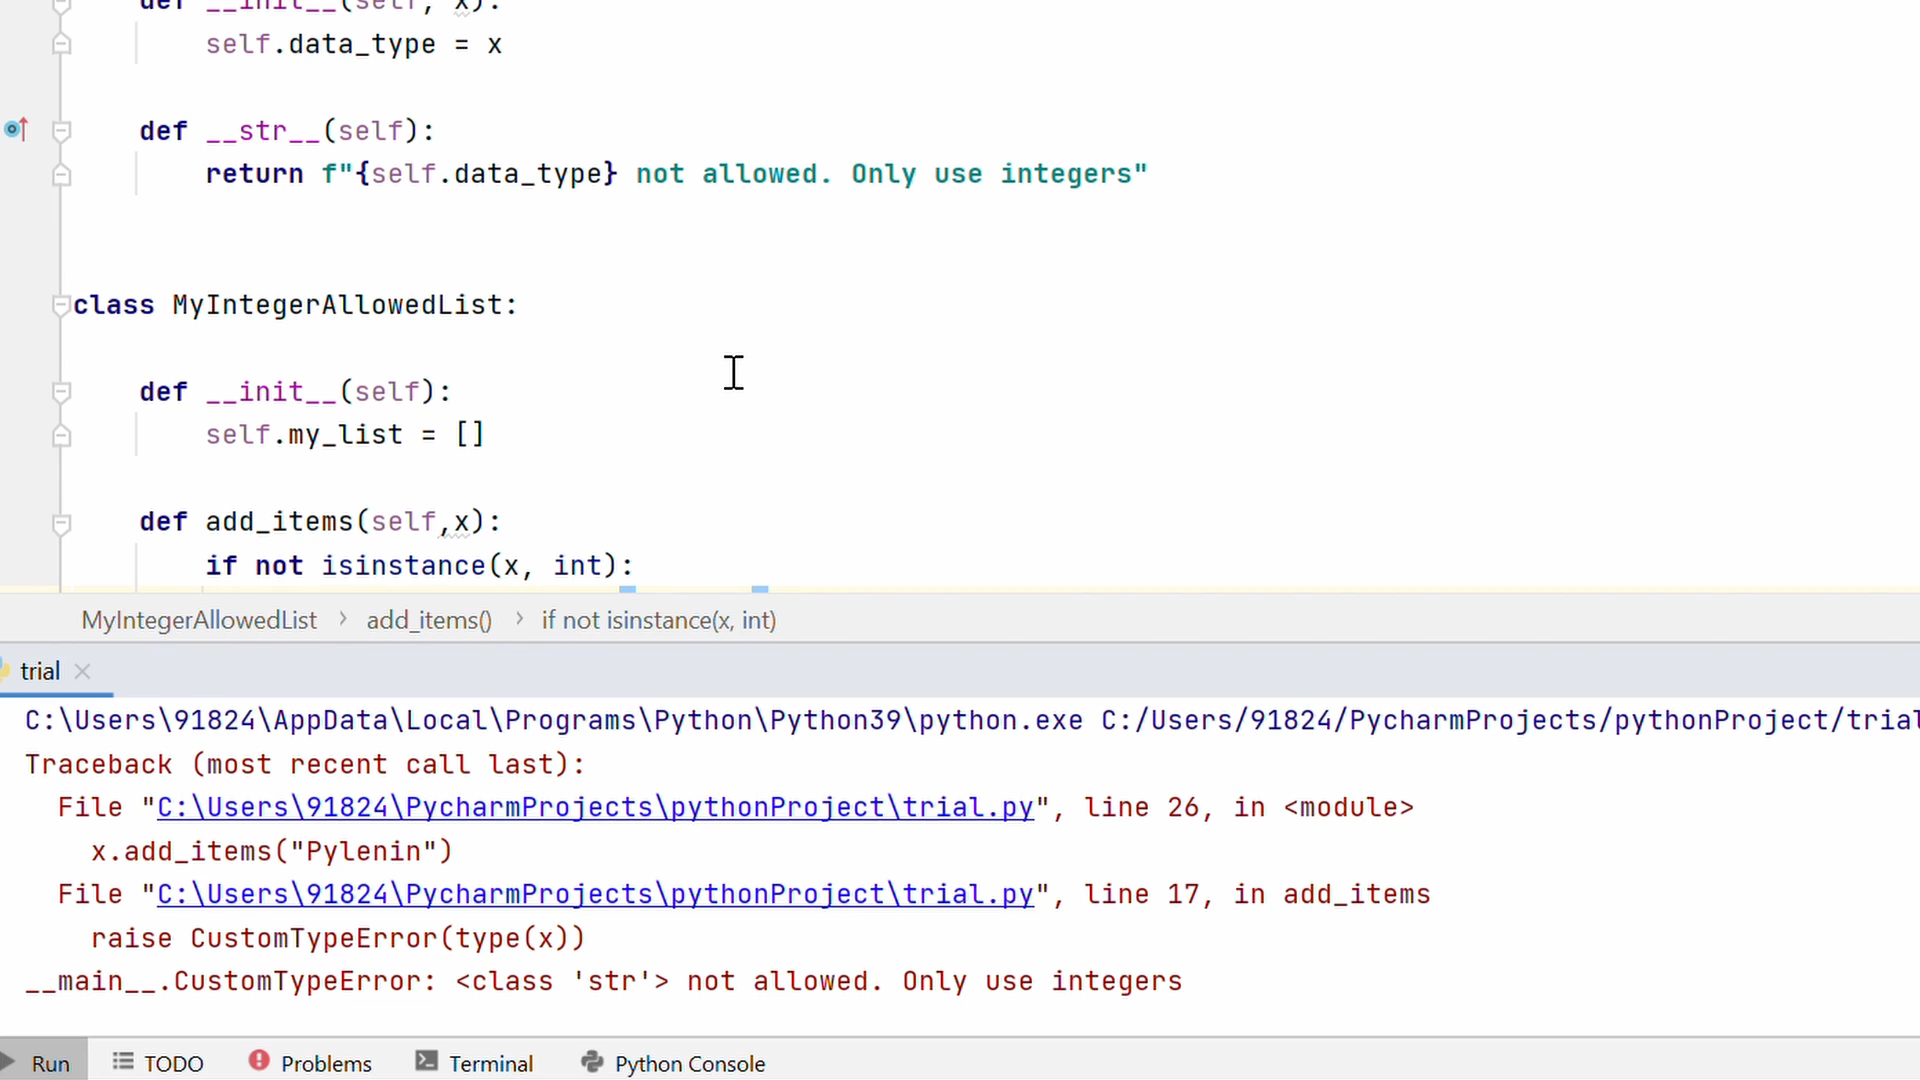 def __init__(self, x):
self.data_type = x
def __str__(self):
return f"{self.data_type} not allowed. Only use integers"
class MyIntegerAllowedList:
def __init__(self):
self.my_list = []
def add_items(self,x):
if not isinstance(x, int):
MyIntegerAllowedList › add_items() › if not isinstance(x, int)
trial
C:\Users\91824\AppData\Local\Programs\Python\Python39\python.exe C:/Users/91824/PycharmProjects/pythonProject/trial
Traceback (most recent call last):
File "C:\Users\91824\PycharmProjects\pythonProject\trial.py", line 26, in <module>
x.add_items("Pylenin")
File "C:\Users\91824\PycharmProjects\pythonProject\trial.py", line 17, in add_items
raise CustomTypeError(type(x))
__main__.CustomTypeError: <class 'str'> not allowed. Only use integers
Run TODO Problems Terminal Python Console